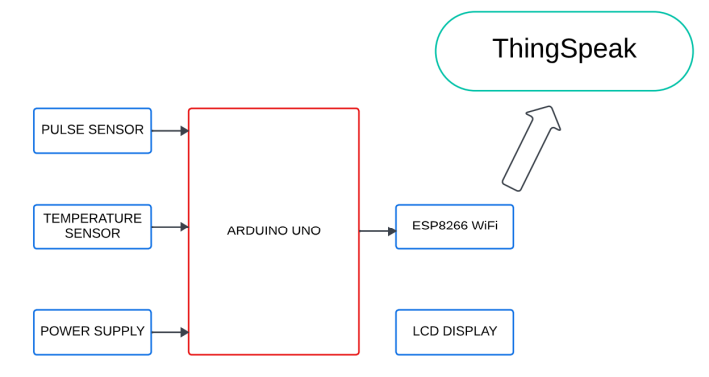 ThingSpeak
PULSE SENSOR
TEMPERATURE
SENSOR
ARDUINO UNO
ESP8266 WiFi
POWER SUPPLY
LCD DISPLAY